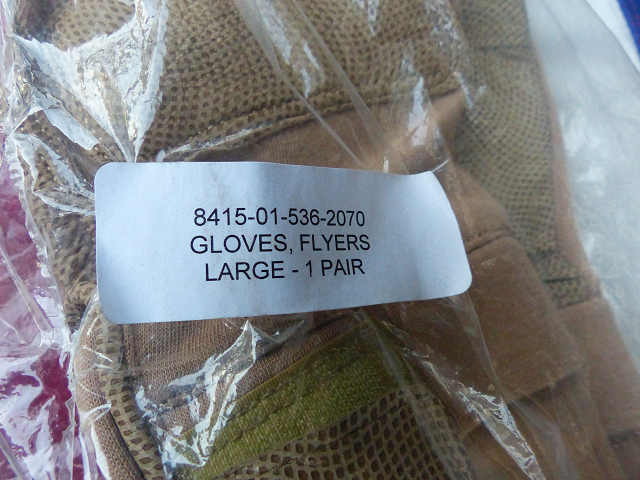 8415-01-536-2070
GLOVES, FLYERS
LARGE - 1 PAIR